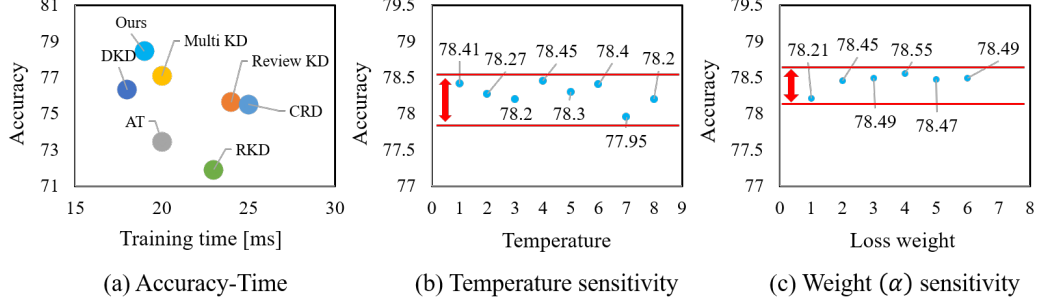 81
79
77
75
73
71
Accuracy
Ours
DKD
Multi KD
Review KD
AT
CRD
RKD
15 20 25 30
Training time [ms]
(a) Accuracy-Time
79.5
79
78.5
78
77.5
77
Accuracy
78.41
78.27
78.45
78.4
78.2
78.2
78.3
77.95
0 1 2 3 4 5 6 7 8 9
Temperature
(b) Temperature sensitivity
79.5
79
78.5
78
77.5
77
Accuracy
78.21
78.45
78.55
78.49
78.49
78.47
0 1 2 3 4 5 6 7 8
Loss weight
(c) Weight (α) sensitivity